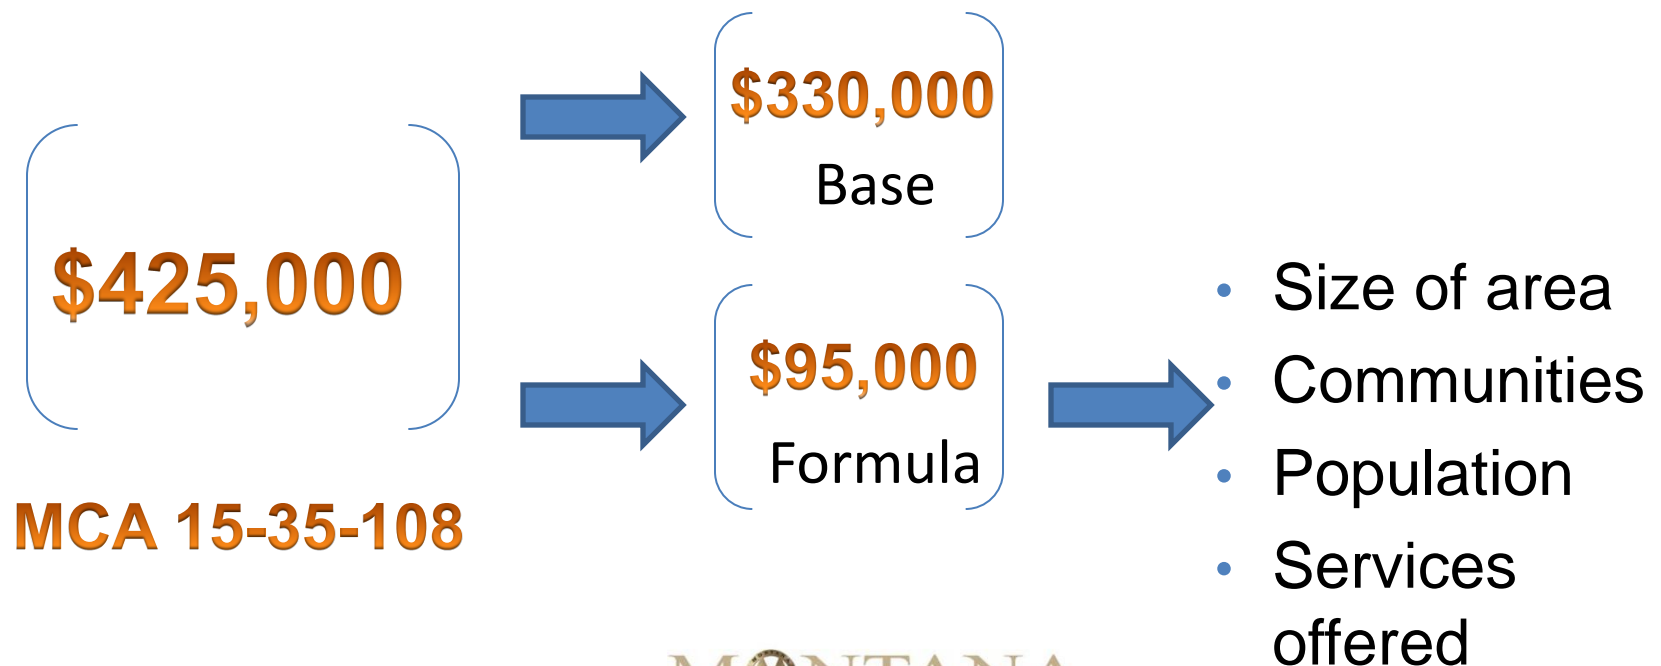 $425,000
MCA 15-35-108
$330,000
Base
$95,000
Formula
• Size of area
• Communities
• Population
• Services
offered
MONTANA